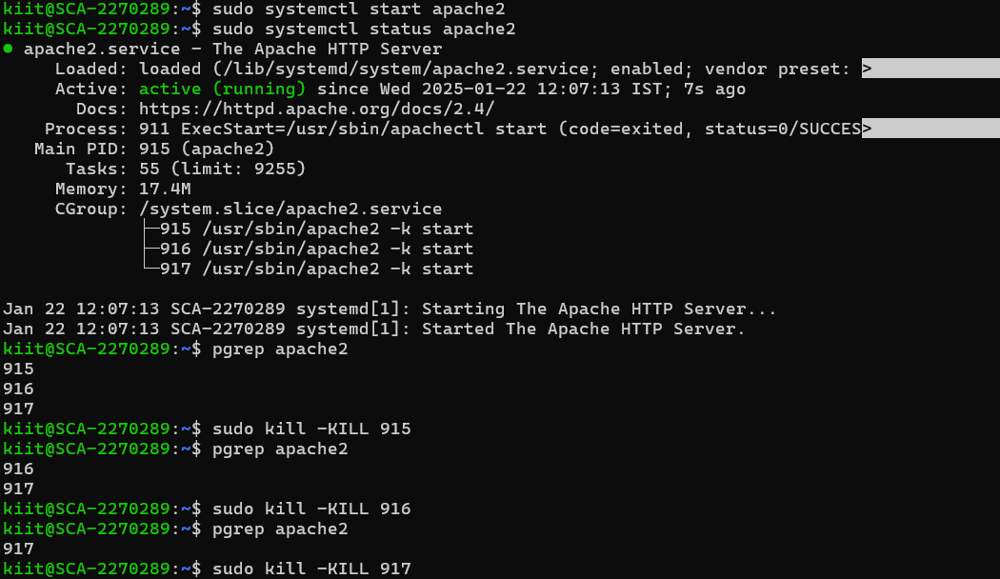 kiit@SCA-2270289:~$ sudo systemctl start apache2
kiit@SCA-2270289:~$ sudo systemctl status apache2
● apache2.service - The Apache HTTP Server
     Loaded: loaded (/lib/systemd/system/apache2.service; enabled; vendor preset: >
     Active: active (running) since Wed 2025-01-22 12:07:13 IST; 7s ago
       Docs: https://httpd.apache.org/docs/2.4/
    Process: 911 ExecStart=/usr/sbin/apachectl start (code=exited, status=0/SUCCES>
   Main PID: 915 (apache2)
      Tasks: 55 (limit: 9255)
     Memory: 17.4M
     CGroup: /system.slice/apache2.service
             ├─915 /usr/sbin/apache2 -k start
             ├─916 /usr/sbin/apache2 -k start
             └─917 /usr/sbin/apache2 -k start

Jan 22 12:07:13 SCA-2270289 systemd[1]: Starting The Apache HTTP Server...
Jan 22 12:07:13 SCA-2270289 systemd[1]: Started The Apache HTTP Server.
kiit@SCA-2270289:~$ pgrep apache2
915
916
917
kiit@SCA-2270289:~$ sudo kill -KILL 915
kiit@SCA-2270289:~$ pgrep apache2
916
917
kiit@SCA-2270289:~$ sudo kill -KILL 916
kiit@SCA-2270289:~$ pgrep apache2
917
kiit@SCA-2270289:~$ sudo kill -KILL 917